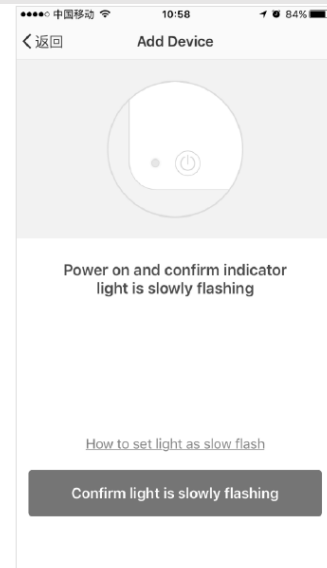 中国移动 10:58 84%
返回 Add Device
Power on and confirm indicator
light is slowly flashing
How to set light as slow flash
Confirm light is slowly flashing